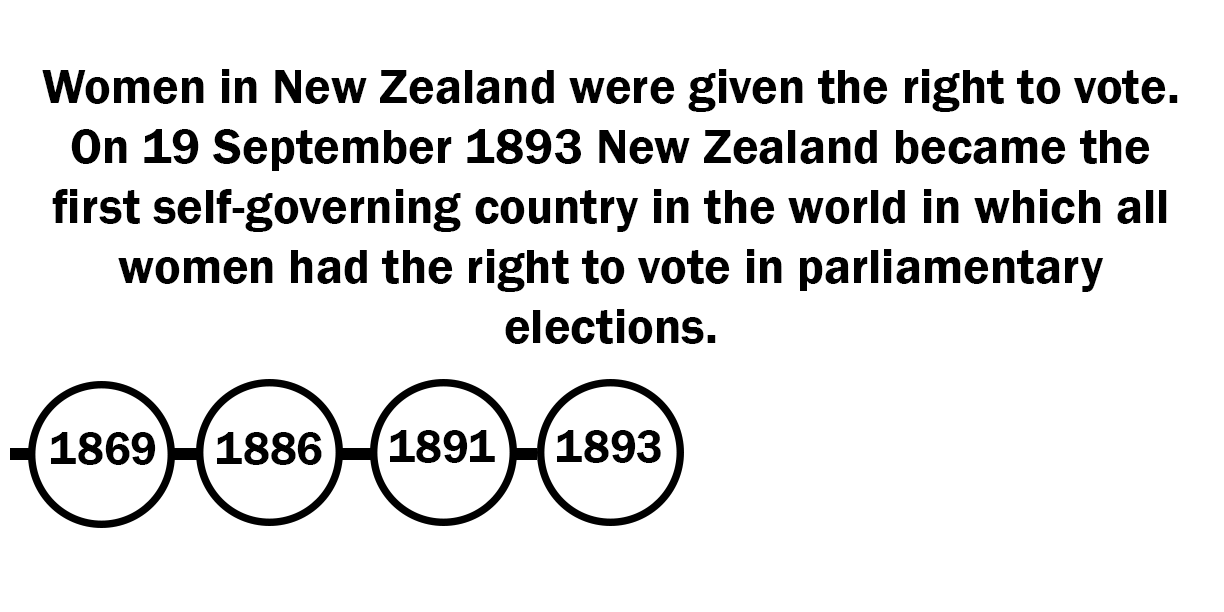 Women in New Zealand were given the right to vote.
On 19 September 1893 New Zealand became the
first self-governing country in the world in which all
women had the right to vote in parliamentary
elections.
1869 1886 1891 1893